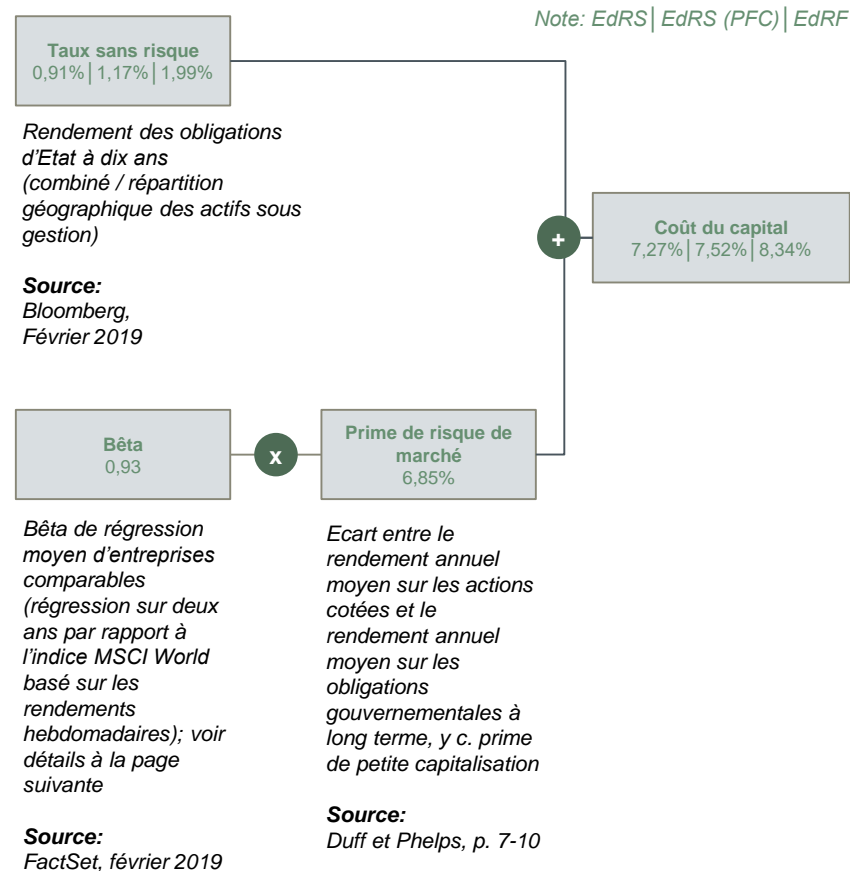 Note: EdRS│EdRS (PFC)│EdRF
Taux sans risque
0,91%│1,17%│1,99%
Rendement des obligations
d'Etat à dix ans
(combiné / répartition
géographique des actifs sous
gestion)
Source:
Bloomberg,
Février 2019
+
Coût du capital
7,27%│7,52%│8,34%
Bêta
0,93
x
Prime de risque de
marché
6,85%
Bêta de régression
moyen d'entreprises
comparables
(régression sur deux
ans par rapport à
l'indice MSCI World
basé sur les
rendements
hebdomadaires); voir
détails à la page
suivante
Source:
FactSet, février 2019
Ecart entre le
rendement annuel
moyen sur les actions
cotées et le
rendement annuel
moyen sur les
obligations
gouvernementales à
long terme, y c. prime
de petite capitalisation
Source:
Duff et Phelps, p. 7-10